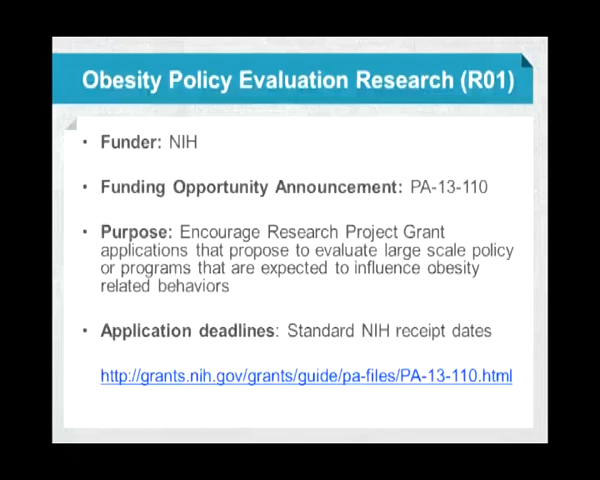 Obesity Policy Evaluation Research (R01)
• Funder: NIH
• Funding Opportunity Announcement: PA-13-110
• Purpose: Encourage Research Project Grant
applications that propose to evaluate large scale policy
or programs that are expected to influence obesity
related behaviors
• Application deadlines: Standard NIH receipt dates
http://grants.nih.gov/grants/guide/pa-files/PA-13-110.html